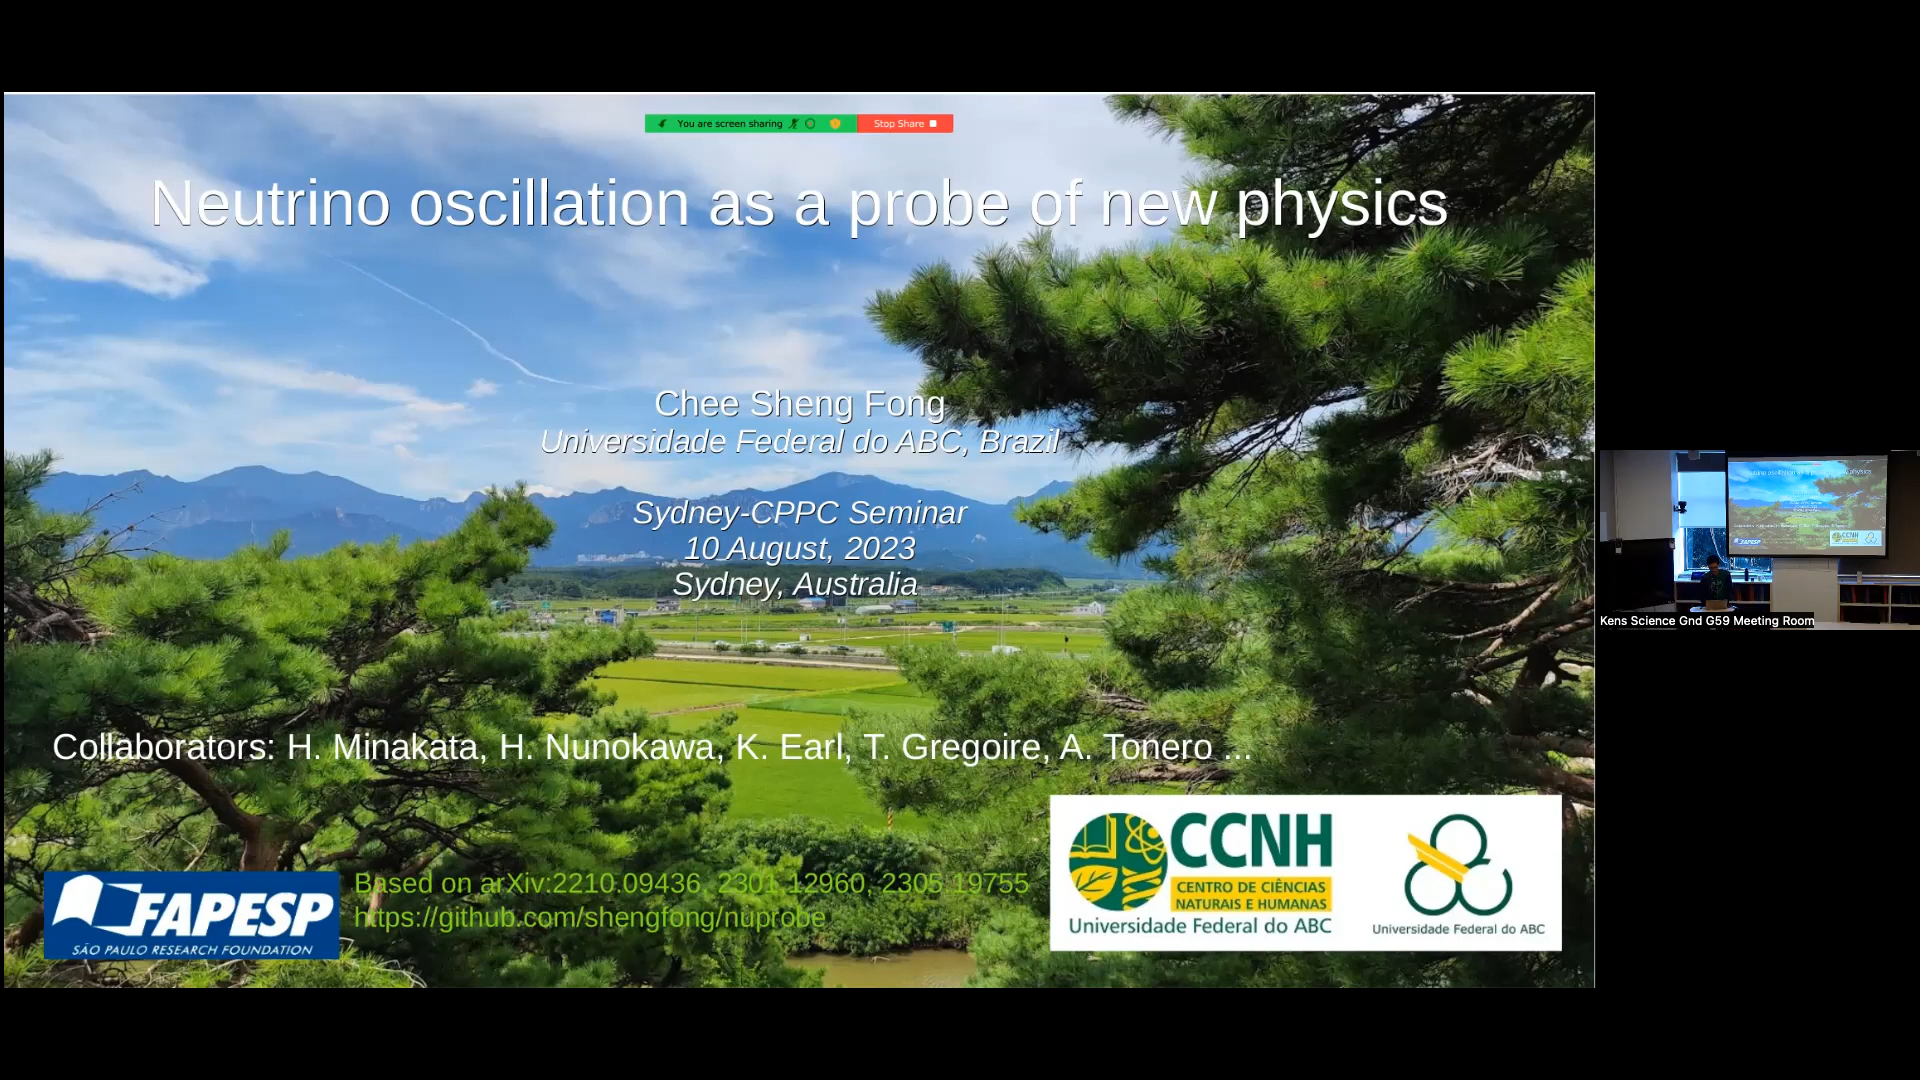 You are screen sharing
Stop Share
Neutrino oscillation as a probe of new physics
Chee Sheng Fong
Universidade Federal do ABC, Brazil
Sydney-CPPC Seminar
10 August, 2023
Sydney, Australia
Collaborators: H. Minakata, H. Nunokawa, K. Earl, T. Gregoire, A. Tonero ...
Based on arXiv:2210.09436, 2301.12960, 2305.19755
https://github.com/shengfong/nuprobe
FAPESP
SÃO PAULO RESEARCH FOUNDATION
CCNH
CENTRO DE CIÊNCIAS
NATURAIS E HUMANAS
Universidade Federal do ABC
Universidade Federal do ABC
Kens Science Gnd G59 Meeting Room